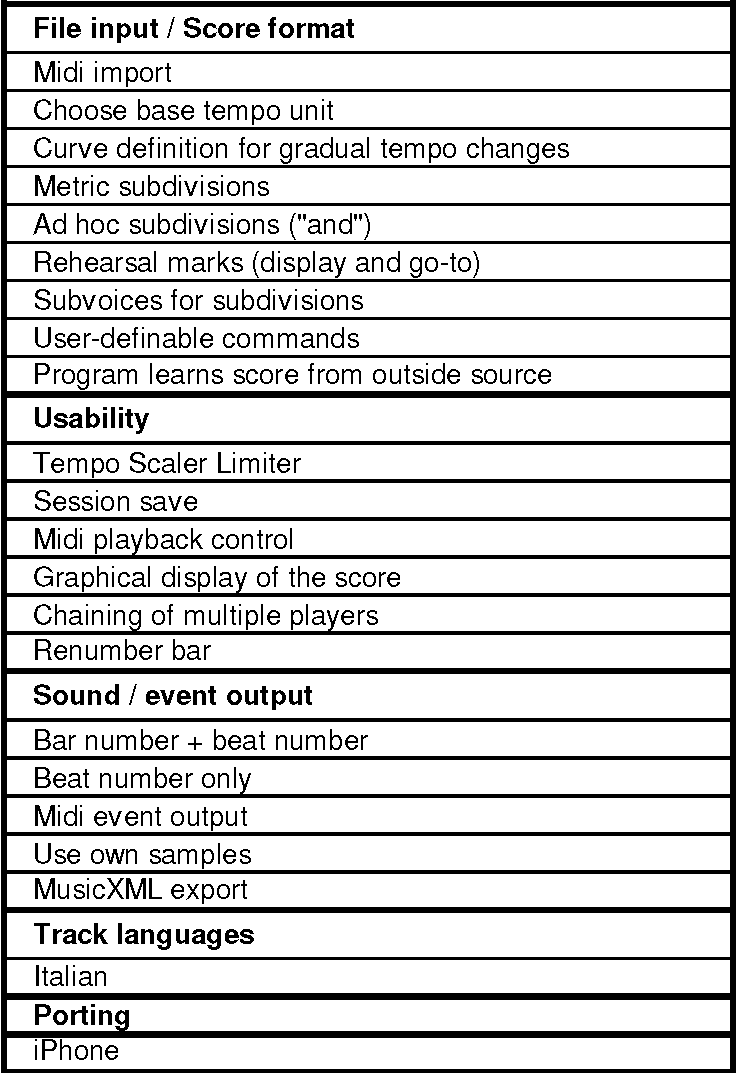 File input / Score format
Midi import
Choose base tempo unit
Curve definition for gradual tempo changes
Metric subdivisions
Ad hoc subdivisions ("and")
Rehearsal marks (display and go-to)
Subvoices for subdivisions
User-definable commands
Program learns score from outside source
Usability
Tempo Scaler Limiter
Session save
Midi playback control
Graphical display of the score
Chaining of multiple players
Renumber bar
Sound / event output
Bar number + beat number
Beat number only
Midi event output
Use own samples
MusicXML export
Track languages
Italian
Porting
iPhone